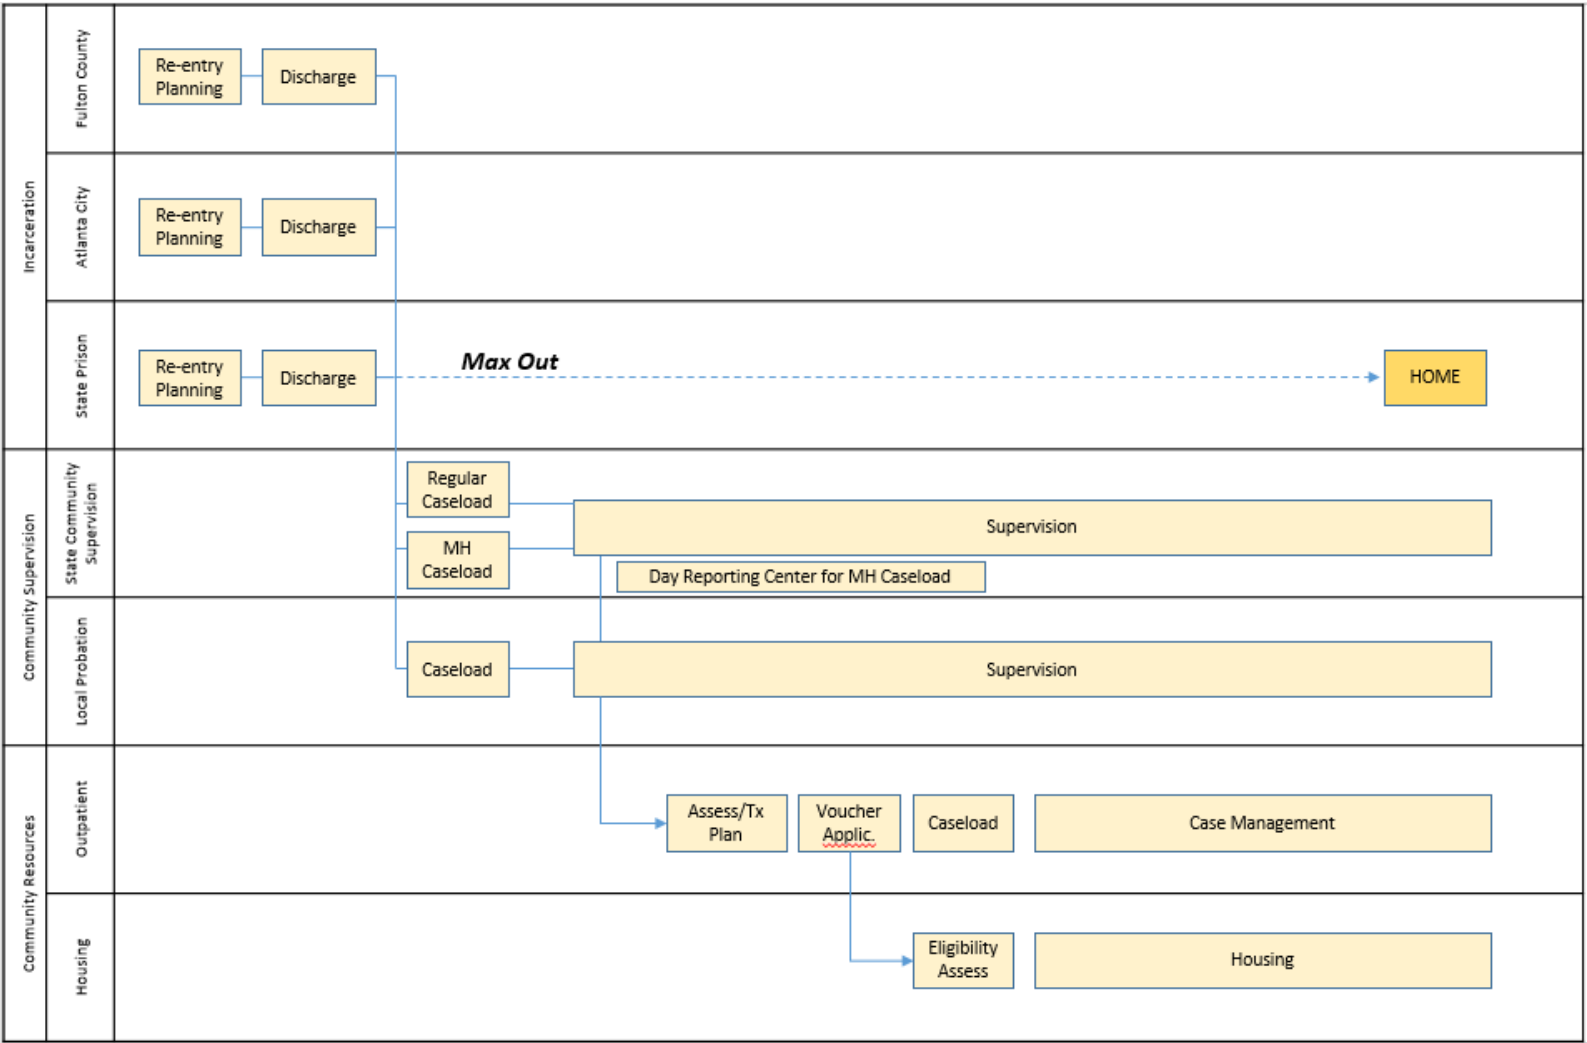 Incarceration
Fulton County
Re-entry
Planning
Discharge
Atlanta City
Re-entry
Planning
Discharge
State Prison
Re-entry
Planning
Discharge
Max Out
HOME
Community Supervision
State Community
Supervision
Regular
Caseload
MH
Caseload
Supervision
Day Reporting Center for MH Caseload
Local Probation
Caseload
Supervision
Community Resources
Outpatient
Assess/Tx
Plan
Voucher
Applic.
Caseload
Case Management
Housing
Eligibility
Assess
Housing